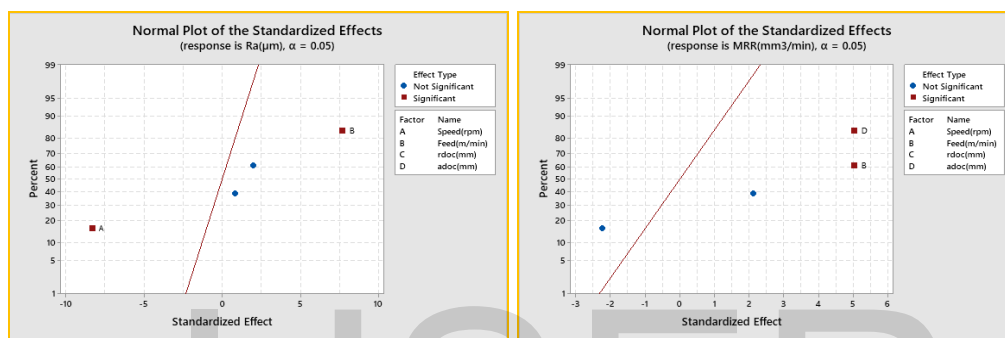 Normal Plot of the Standardized Effects
(response is Ra(µm), α = 0.05)
99
95
90
80
70
60
50
40
30
20
10
5
1
Percent
B
A
-10 -5 0 5 10
Standardized Effect
Effect Type
Not Significant
Significant
Factor Name
A Speed(rpm)
B Feed(m/min)
C rdoc(mm)
D adoc(mm)
Normal Plot of the Standardized Effects
(response is MRR(mm3/min), α = 0.05)
99
95
90
80
70
60
50
40
30
20
10
5
1
Percent
D
B
-3 -2 -1 0 1 2 3 4 5 6
Standardized Effect
Effect Type
Not Significant
Significant
Factor Name
A Speed(rpm)
B Feed(m/min)
C rdoc(mm)
D adoc(mm)